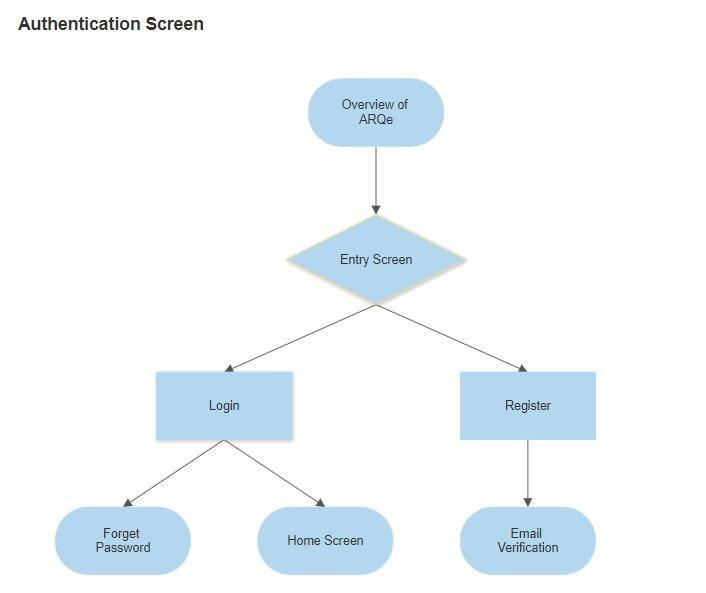 Authentication Screen
Overview of
ARQe
Entry Screen
Login
Register
Forget
Password
Home Screen
Email
Verification